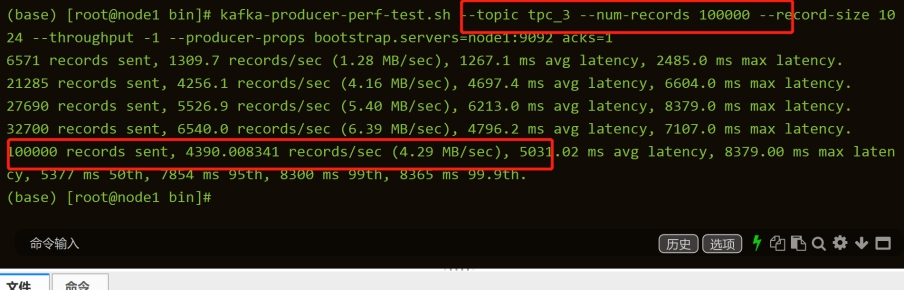 (base) [root@node1 bin]# kafka-producer-perf-test.sh --topic tpc_3 --num-records 100000 --record-size 10
24 --throughput -1 --producer-props bootstrap.servers=node1:9092 acks=1
6571 records sent, 1309.7 records/sec (1.28 MB/sec), 1267.1 ms avg latency, 2485.0 ms max latency.
21285 records sent, 4256.1 records/sec (4.16 MB/sec), 4697.4 ms avg latency, 6604.0 ms max latency.
27690 records sent, 5526.9 records/sec (5.40 MB/sec), 6213.0 ms avg latency, 8379.0 ms max latency.
32700 records sent, 6540.0 records/sec (6.39 MB/sec), 4796.2 ms avg latency, 7107.0 ms max latency.
100000 records sent, 4390.008341 records/sec (4.29 MB/sec), 5031.02 ms avg latency, 8379.00 ms max laten
cy, 5377 ms 50th, 7854 ms 95th, 8300 ms 99th, 8365 ms 99.9th.
(base) [root@node1 bin]#
命令输入 历史 选项
文件 命令